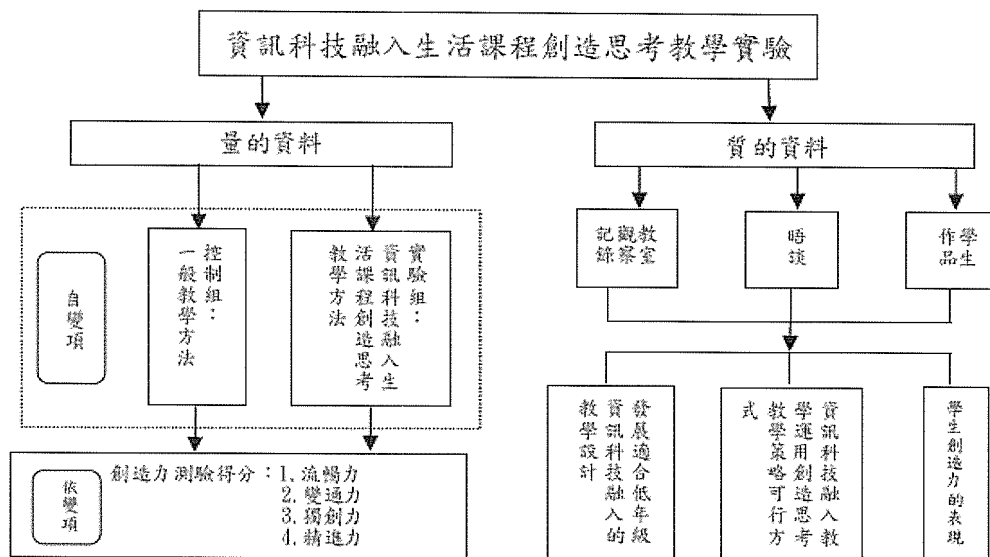 資訊科技融入生活課程創造思考教學實驗
量的資料
質的資料
自變項
控制組：
一般教學方法
實驗組：
資訊科技融入生
活課程創造思考
教學方法
教室
觀察
記錄
晤談
學生
作品
依變項
創造力測驗得分：1.流暢力
2.變通力
3.獨創力
4.精進力
發展適合低年級
資訊科技融入的
教學設計
資訊科技融入教
學運用創造思考
教學策略可行方
式
學生創造力的表現